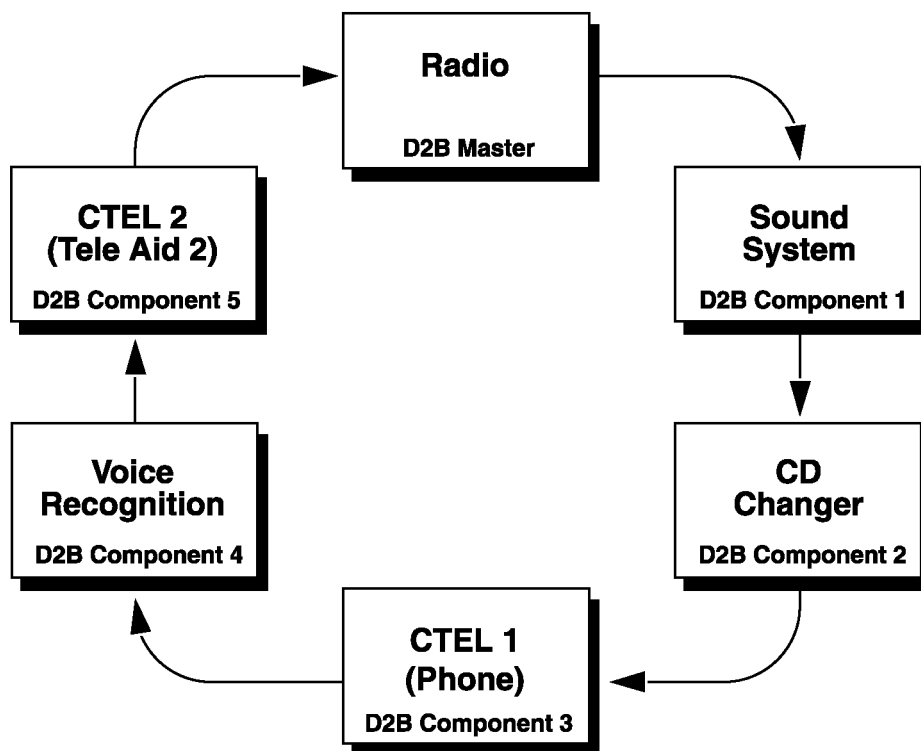 Radio
D2B Master
Sound
System
D2B Component 1
CD
Changer
D2B Component 2
CTEL 1
(Phone)
D2B Component 3
Voice
Recognition
D2B Component 4
CTEL 2
(Tele Aid 2)
D2B Component 5